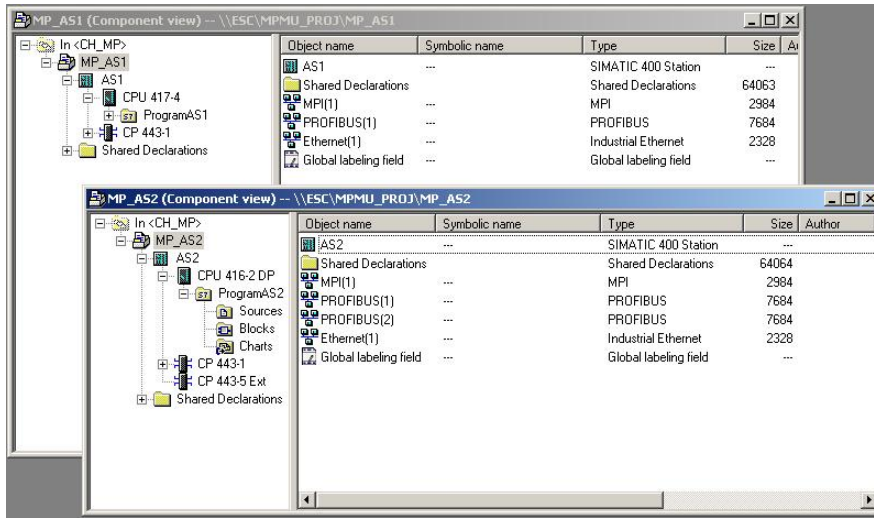 MP_AS1 (Component view) -- \\ESC\MPMU_PROJ\MP_AS1
In <CH_MP>
MP_AS1
AS1
CPU 417-4
ProgramAS1
CP 443-1
Shared Declarations
Object name Symbolic name Type Size Au
AS1 --- SIMATIC 400 Station ---
Shared Declarations Shared Declarations 64063
MPI(1) --- MPI 2984
PROFIBUS(1) --- PROFIBUS 7684
Ethernet(1) --- Industrial Ethernet 2328
Global labeling field --- Global labeling field ---
MP_AS2 (Component view) -- \\ESC\MPMU_PROJ\MP_AS2
In <CH_MP>
MP_AS2
AS2
CPU 416-2 DP
ProgramAS2
Sources
Blocks
Charts
CP 443-1
CP 443-5 Ext
Shared Declarations
Object name Symbolic name Type Size Author
AS2 --- SIMATIC 400 Station ---
Shared Declarations Shared Declarations 64064
MPI(1) --- MPI 2984
PROFIBUS(1) --- PROFIBUS 7684
PROFIBUS(2) --- PROFIBUS 7684
Ethernet(1) --- Industrial Ethernet 2328
Global labeling field --- Global labeling field ---